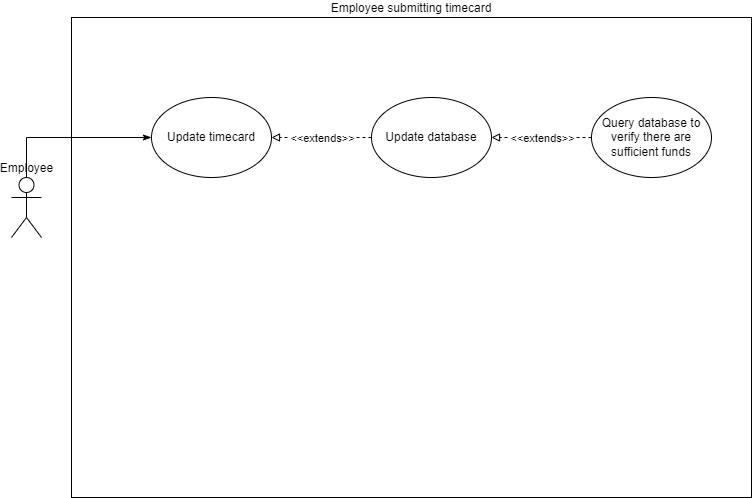 Employee submitting timecard
Update timecard
<<extends>>
Update database
<<extends>>
Query database to
verify there are
sufficient funds
Employee